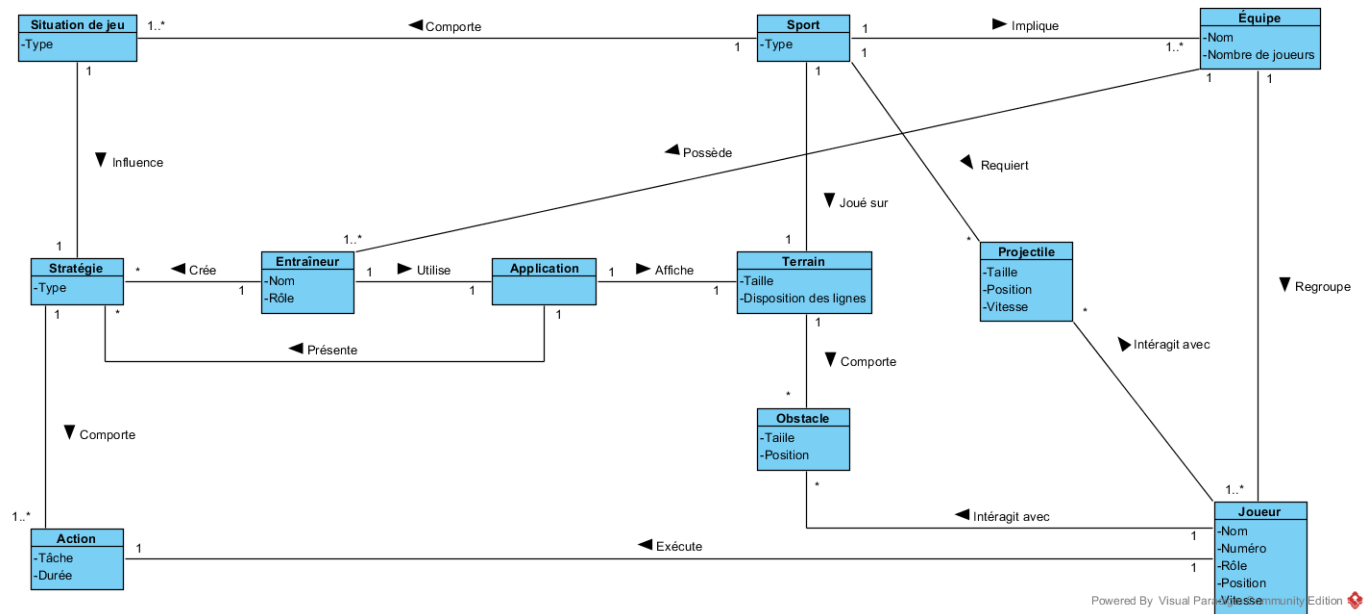 Situation de jeu
-Type
1..*
Comporte
1
Sport
-Type
1
Implique
1..*
Équipe
-Nom
-Nombre de joueurs
1
1
1
1
1
Influence
Possède
Requiert
Joué sur
1
1..*
1
*
Stratégie
-Type
*
Crée
1
Entraîneur
-Nom
-Rôle
1
Utilise
1
Application
1
Affiche
1
Terrain
-Taille
-Disposition des lignes
Projectile
-Taille
-Position
-Vitesse
Regroupe
1
*
1
1
*
Présente
Intéragit avec
Comporte
*
Obstacle
-Taiile
-Position
*
Comporte
1..*
Action
-Tâche
-Durée
1
Exécute
1
Intéragit avec
1
1..*
Joueur
-Nom
-Numéro
-Rôle
-Position
-Vitesse
Powered By Visual Paradigm Community Edition